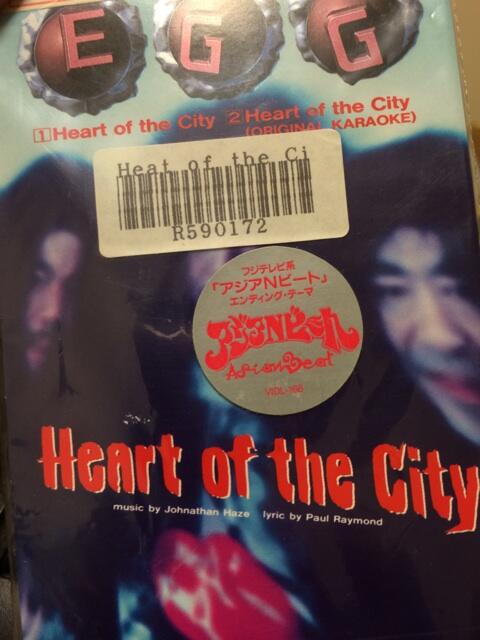 EGG
1 Heart of the City 2 Heart of the City
(ORIGINAL KARAOKE)
Heat of the Ci
R590172
フジテレビ系
「アジアNビート」
エンディング・テーマ
アジアNビート
Asian Beat
VIDL-166
Heart of the City
music by Johnathan Haze lyric by Paul Raymond